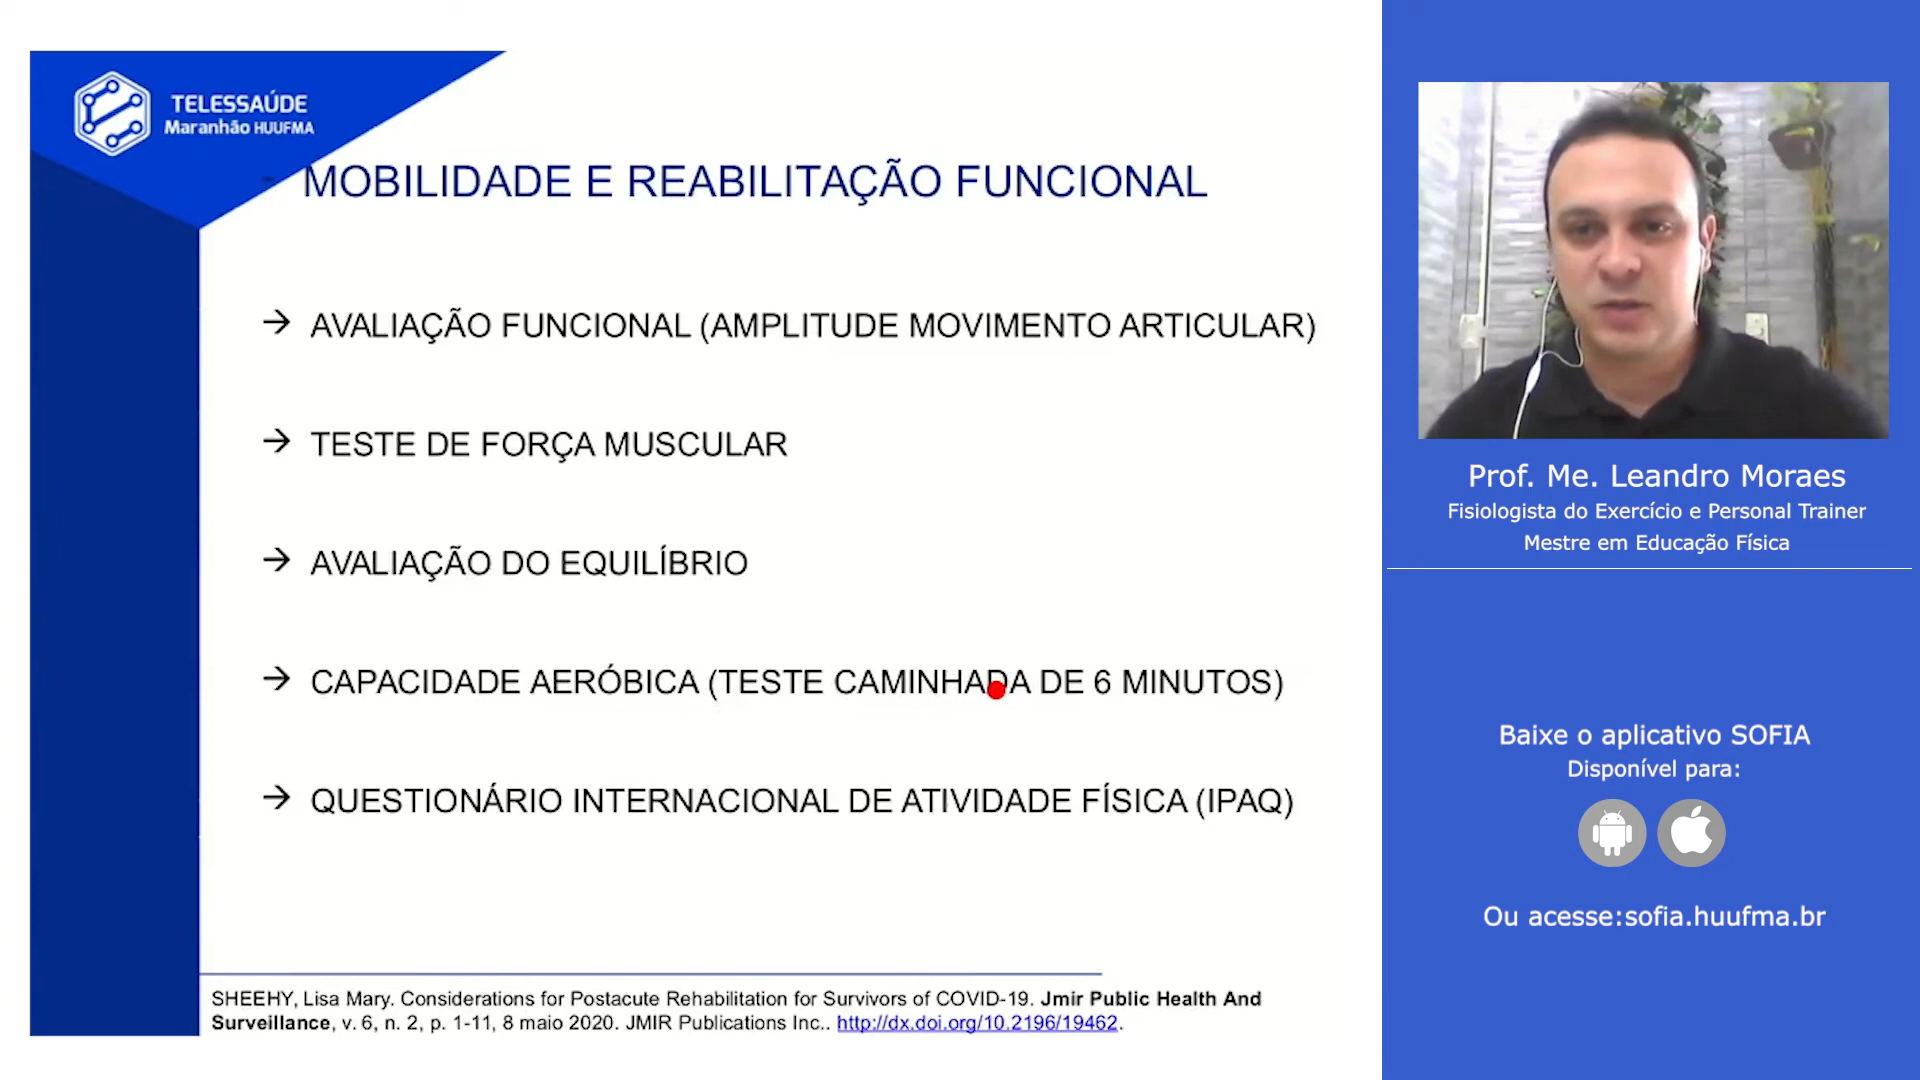 TELESSAÚDE
Maranhão HUUFMA
MOBILIDADE E REABILITAÇÃO FUNCIONAL
→ AVALIAÇÃO FUNCIONAL (AMPLITUDE MOVIMENTO ARTICULAR)
→ TESTE DE FORÇA MUSCULAR
→ AVALIAÇÃO DO EQUILÍBRIO
→ CAPACIDADE AERÓBICA (TESTE CAMINHADA DE 6 MINUTOS)
→ QUESTIONÁRIO INTERNACIONAL DE ATIVIDADE FÍSICA (IPAQ)
SHEEHY, Lisa Mary. Considerations for Postacute Rehabilitation for Survivors of COVID-19. Jmir Public Health And
Surveillance, v. 6, n. 2, p. 1-11, 8 maio 2020. JMIR Publications Inc.. http://dx.doi.org/10.2196/19462.
Prof. Me. Leandro Moraes
Fisiologista do Exercício e Personal Trainer
Mestre em Educação Física
Baixe o aplicativo SOFIA
Disponível para:
Ou acesse:sofia.huufma.br